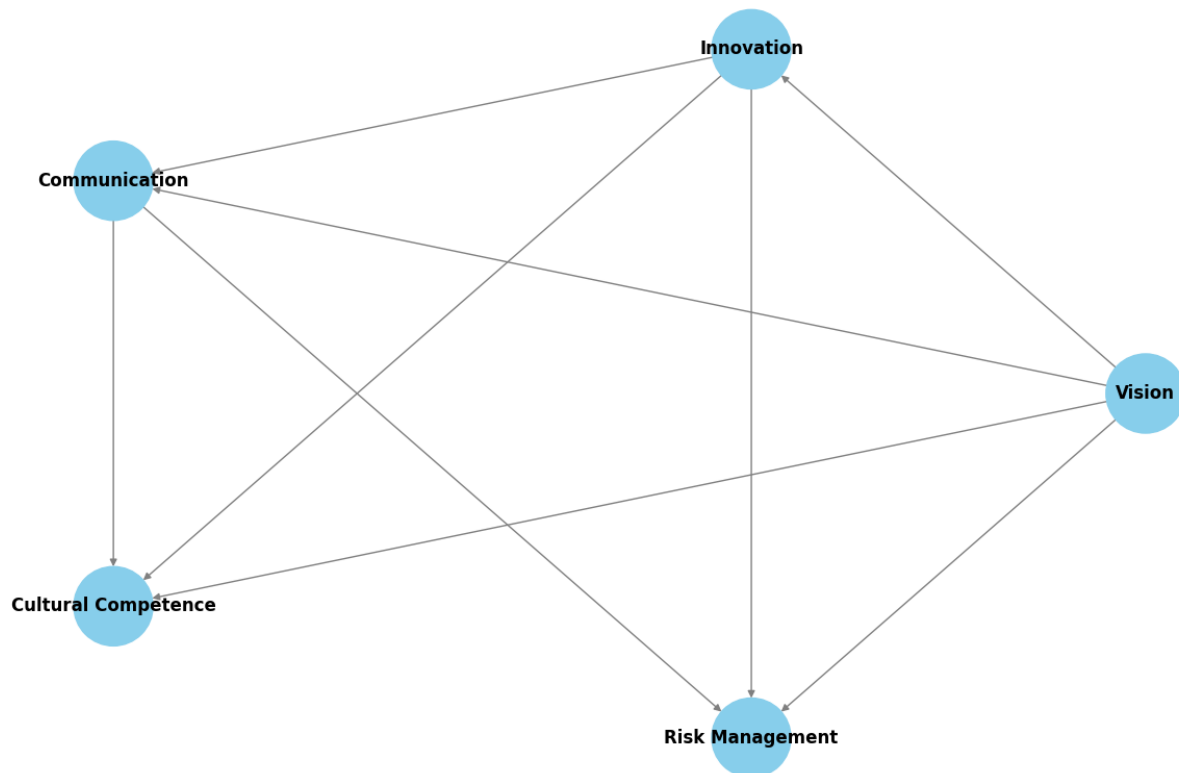 Innovation
Communication
Vision
Cultural Competence
Risk Management